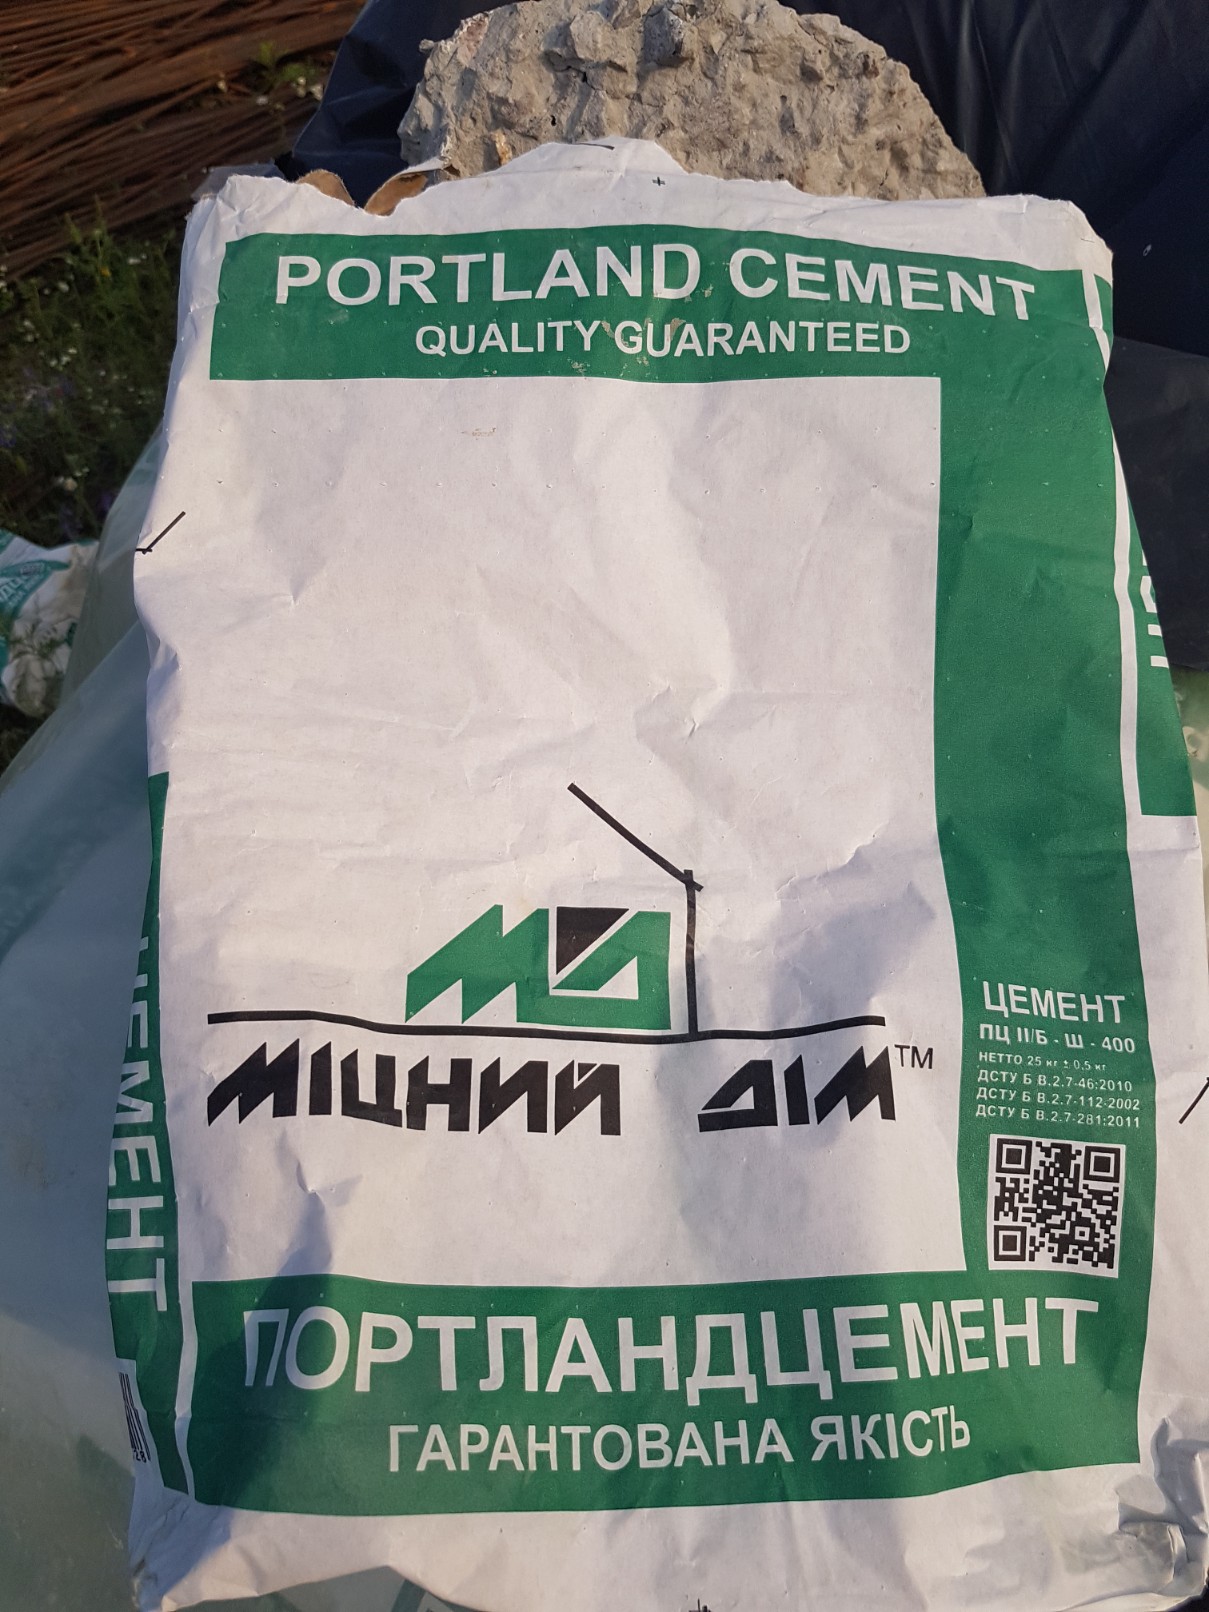 PORTLAND CEMENT
QUALITY GUARANTEED
МІЦНИЙ ДІМ™
ЦЕМЕНТ
ПЦ ІІ/Б - Ш - 400
НЕТТО 25 кг ± 0,5 кг
ДСТУ Б В.2.7-46:2010
ДСТУ Б В.2.7-112-2002
ДСТУ Б В.2.7-281:2011
ПОРТЛАНДЦЕМЕНТ
ГАРАНТОВАНА ЯКІСТЬ
ЦЕМЕНТ